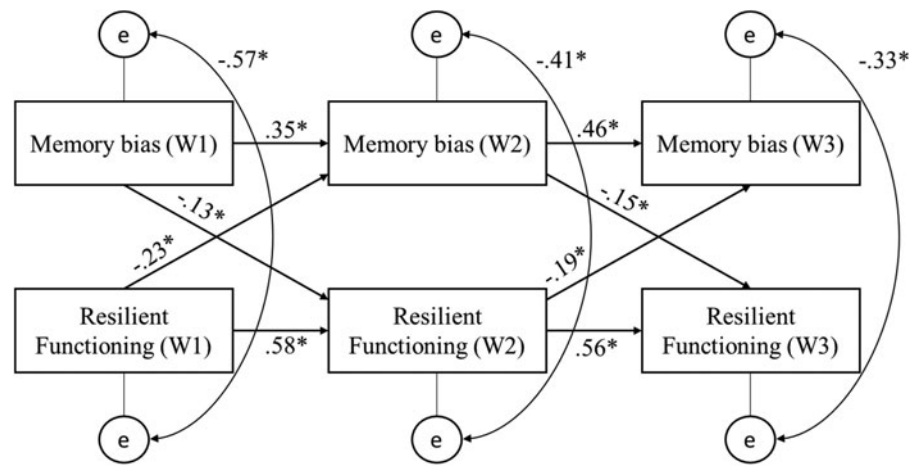 e
e
e
-.57*
-.41*
-.33*
Memory bias (W1)
.35*
Memory bias (W2)
.46*
Memory bias (W3)
-.13*
-.15*
-.23*
-.19*
Resilient
Functioning (W1)
.58*
Resilient
Functioning (W2)
.56*
Resilient
Functioning (W3)
e
e
e